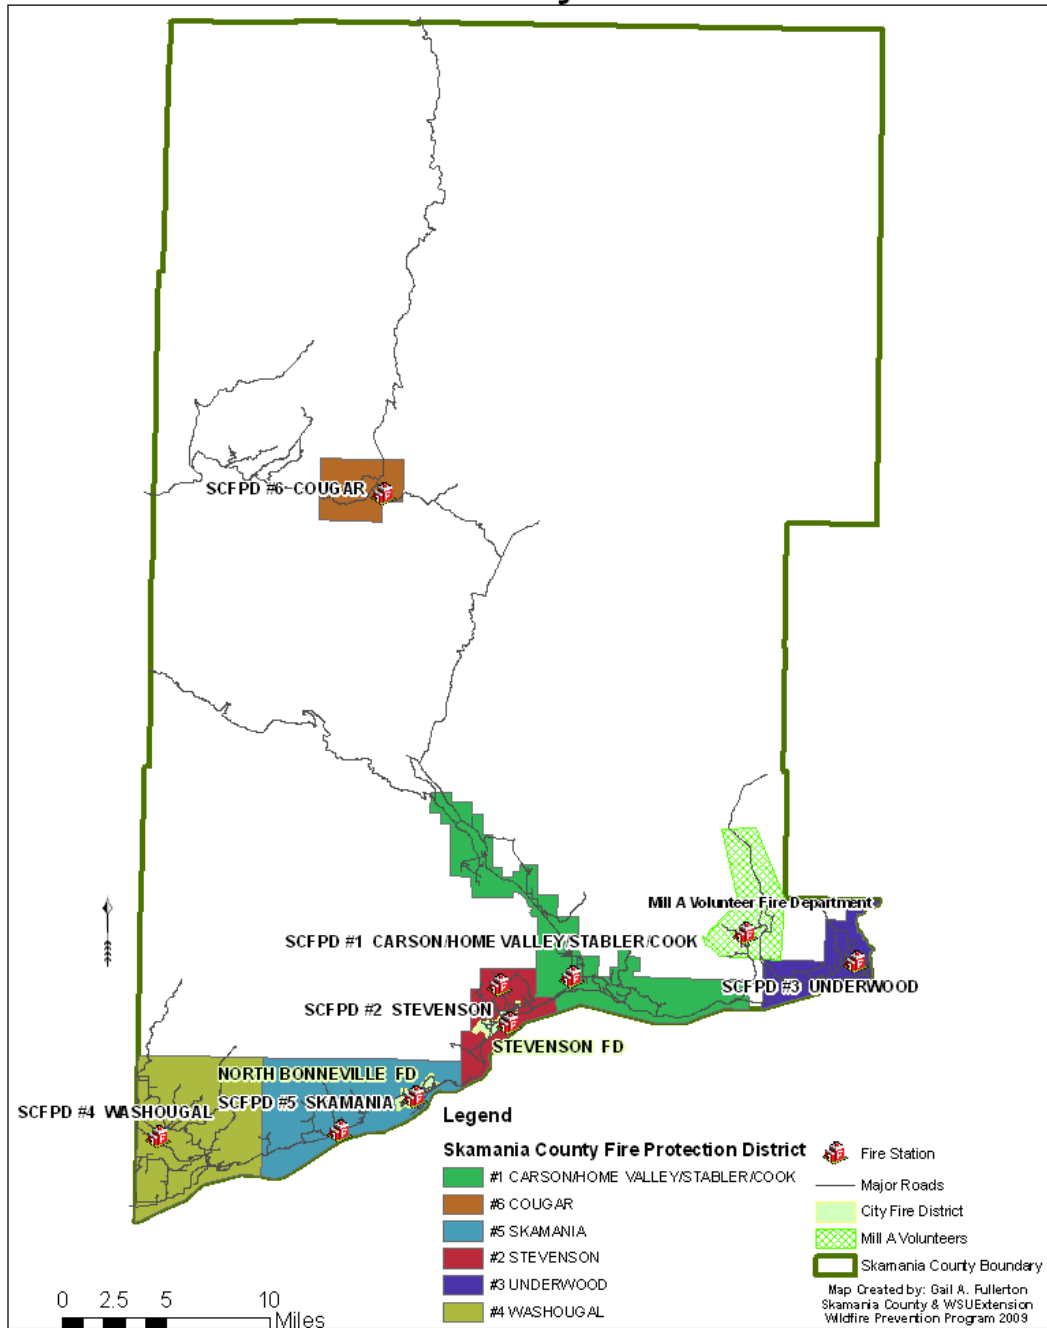 SCFPD #6 COUGAR
Mill A Volunteer Fire Department
SCFPD #1 CARSON/HOME VALLEY/STABLER/COOK
SCFPD #3 UNDERWOOD
SCFPD #2 STEVENSON
STEVENSON FD
NORTH BONNEVILLE FD
SCFPD #5 SKAMANIA
SCFPD #4 WASHOUGAL
Legend
Skamania County Fire Protection District
#1 CARSON/HOME VALLEY/STABLER/COOK
#6 COUGAR
#5 SKAMANIA
#2 STEVENSON
#3 UNDERWOOD
#4 WASHOUGAL
Fire Station
Major Roads
City Fire District
Mill A Volunteers
Skamania County Boundary
Map Created by: Gail A. Fullerton
Skamania County & WSUExtension
Wildfire Prevention Program 2009
0 2.5 5 10
Miles